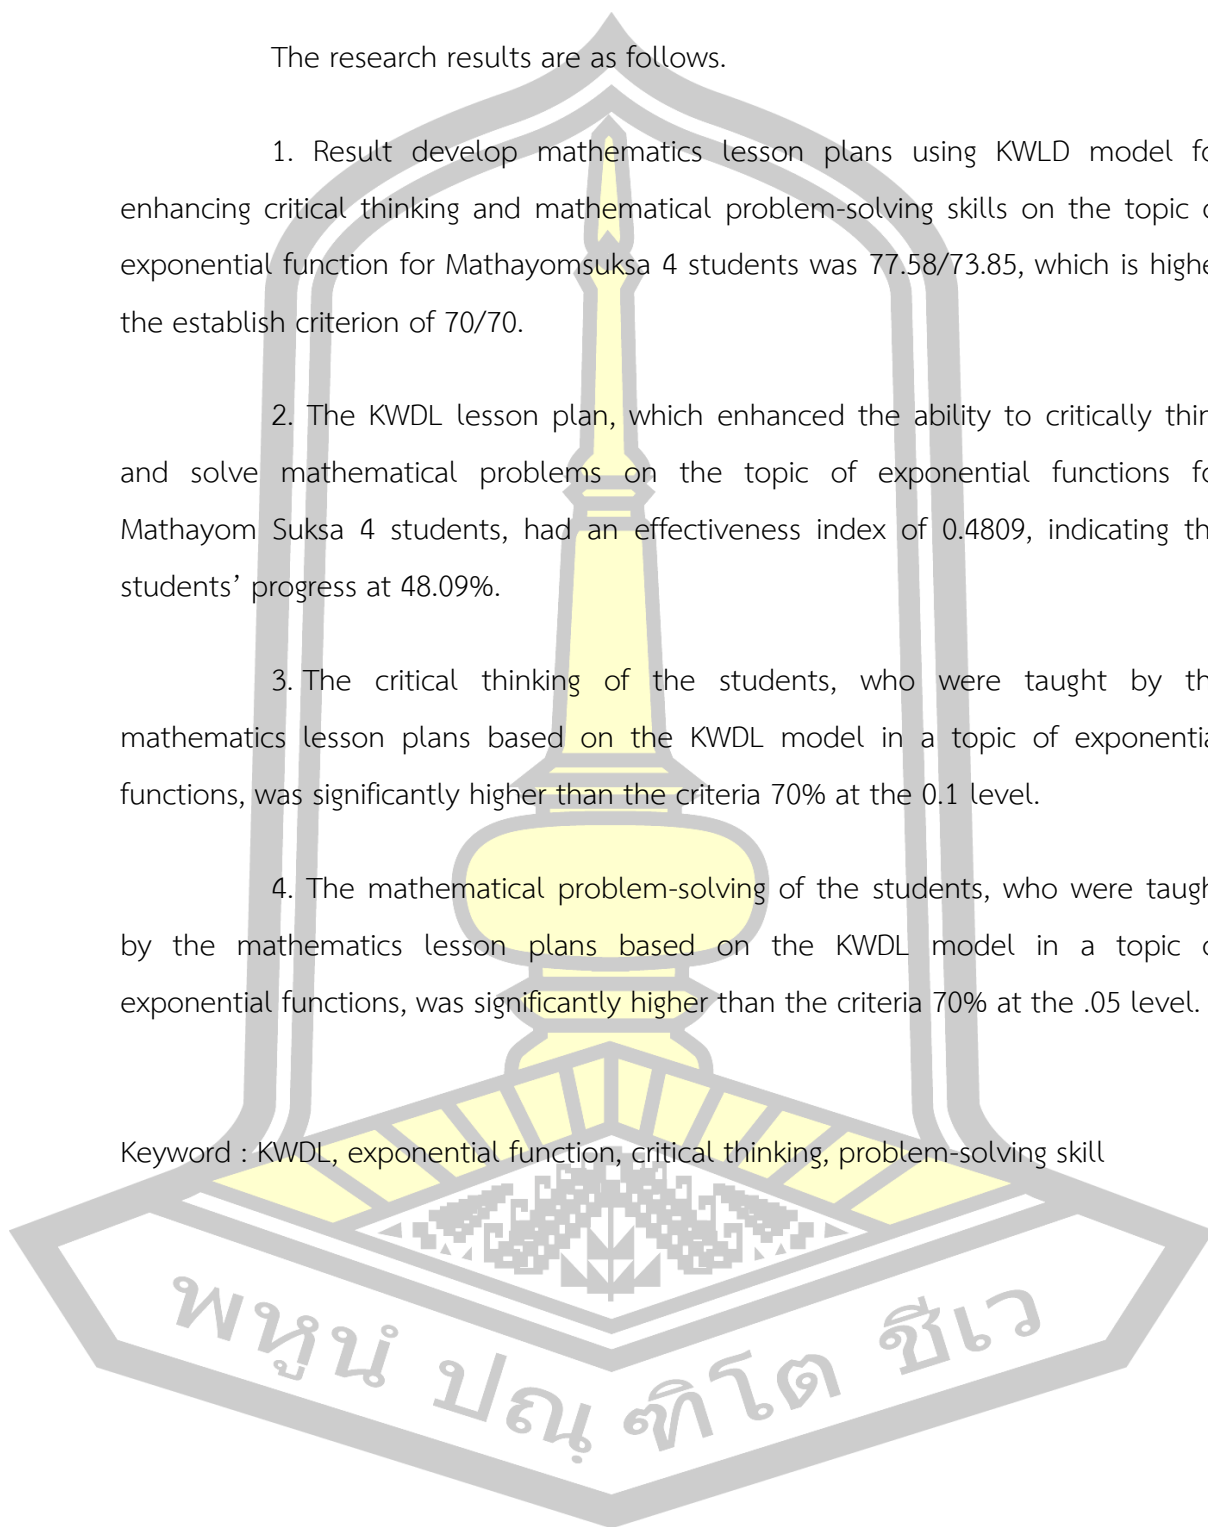 The research results are as follows.
1. Result develop mathematics lesson plans using KWLD model fo
enhancing critical thinking and mathematical problem-solving skills on the topic o
exponential function for Mathayomsuksa 4 students was 77.58/73.85, which is highe
the establish criterion of 70/70.
2. The KWDL lesson plan, which enhanced the ability to critically thin
and solve mathematical problems on the topic of exponential functions fo
Mathayom Suksa 4 students, had an effectiveness index of 0.4809, indicating th
students’ progress at 48.09%.
3. The critical thinking of the students, who were taught by th
mathematics lesson plans based on the KWDL model in a topic of exponentia
functions, was significantly higher than the criteria 70% at the 0.1 level.
4. The mathematical problem-solving of the students, who were taugh
by the mathematics lesson plans based on the KWDL model in a topic o
exponential functions, was significantly higher than the criteria 70% at the .05 level.
Keyword : KWDL, exponential function, critical thinking, problem-solving skill
พหูนํ ปณฺฑิโต ชีเว